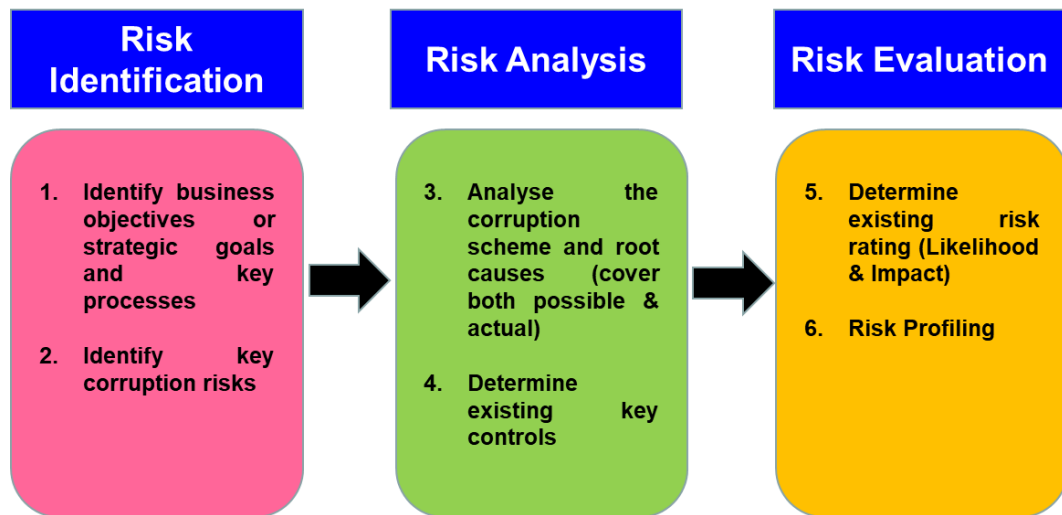 Risk
Identification
1. Identify business
objectives or
strategic goals
and key
processes
2. Identify key
corruption risks
Risk Analysis
3. Analyse the
corruption
scheme and root
causes (cover
both possible &
actual)
4. Determine
existing key
controls
Risk Evaluation
5. Determine
existing risk
rating (Likelihood
& Impact)
6. Risk Profiling